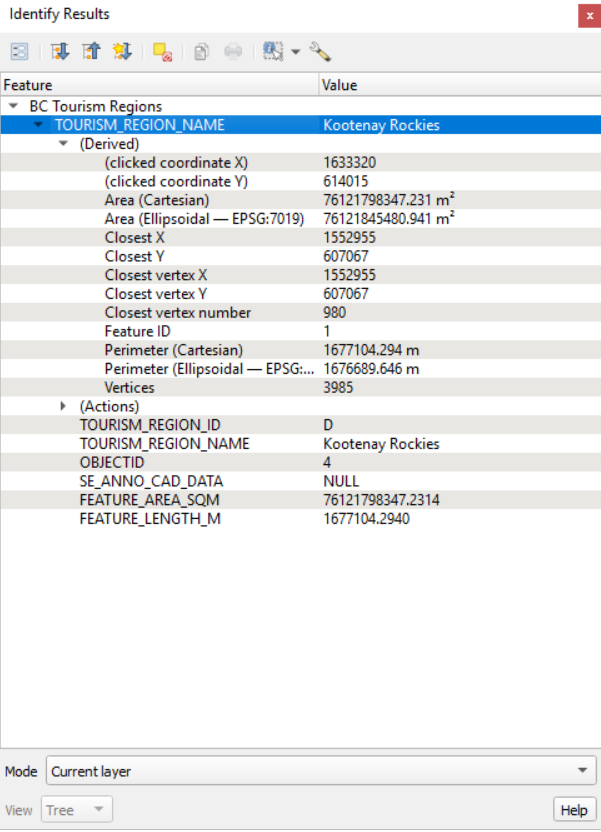 Identify Results
Feature Value
BC Tourism Regions
TOURISM_REGION_NAME Kootenay Rockies
(Derived)
(clicked coordinate X) 1633320
(clicked coordinate Y) 614015
Area (Cartesian) 76121798347.231 m²
Area (Ellipsoidal — EPSG:7019) 76121845480.941 m²
Closest X 1552955
Closest Y 607067
Closest vertex X 1552955
Closest vertex Y 607067
Closest vertex number 980
Feature ID 1
Perimeter (Cartesian) 1677104.294 m
Perimeter (Ellipsoidal — EPSG:... 1676689.646 m
Vertices 3985
(Actions)
TOURISM_REGION_ID D
TOURISM_REGION_NAME Kootenay Rockies
OBJECTID 4
SE_ANNO_CAD_DATA NULL
FEATURE_AREA_SQM 76121798347.2314
FEATURE_LENGTH_M 1677104.2940
Mode Current layer
View Tree Help